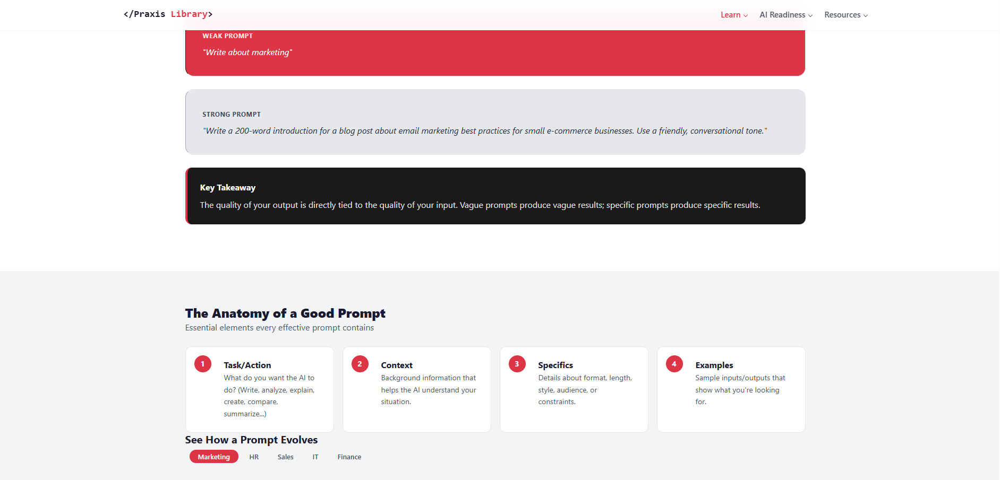 </Praxis Library>
Learn
AI Readiness
Resources
WEAK PROMPT
"Write about marketing"
STRONG PROMPT
"Write a 200-word introduction for a blog post about email marketing best practices for small e-commerce businesses. Use a friendly, conversational tone."
Key Takeaway
The quality of your output is directly tied to the quality of your input. Vague prompts produce vague results; specific prompts produce specific results.
The Anatomy of a Good Prompt
Essential elements every effective prompt contains
1
Task/Action
What do you want the AI to
do? (Write, analyze, explain,
create, compare,
summarize...)
2
Context
Background information that
helps the AI understand your
situation.
3
Specifics
Details about format, length,
style, audience, or
constraints.
4
Examples
Sample inputs/outputs that
show what you're looking
for.
See How a Prompt Evolves
Marketing
HR
Sales
IT
Finance